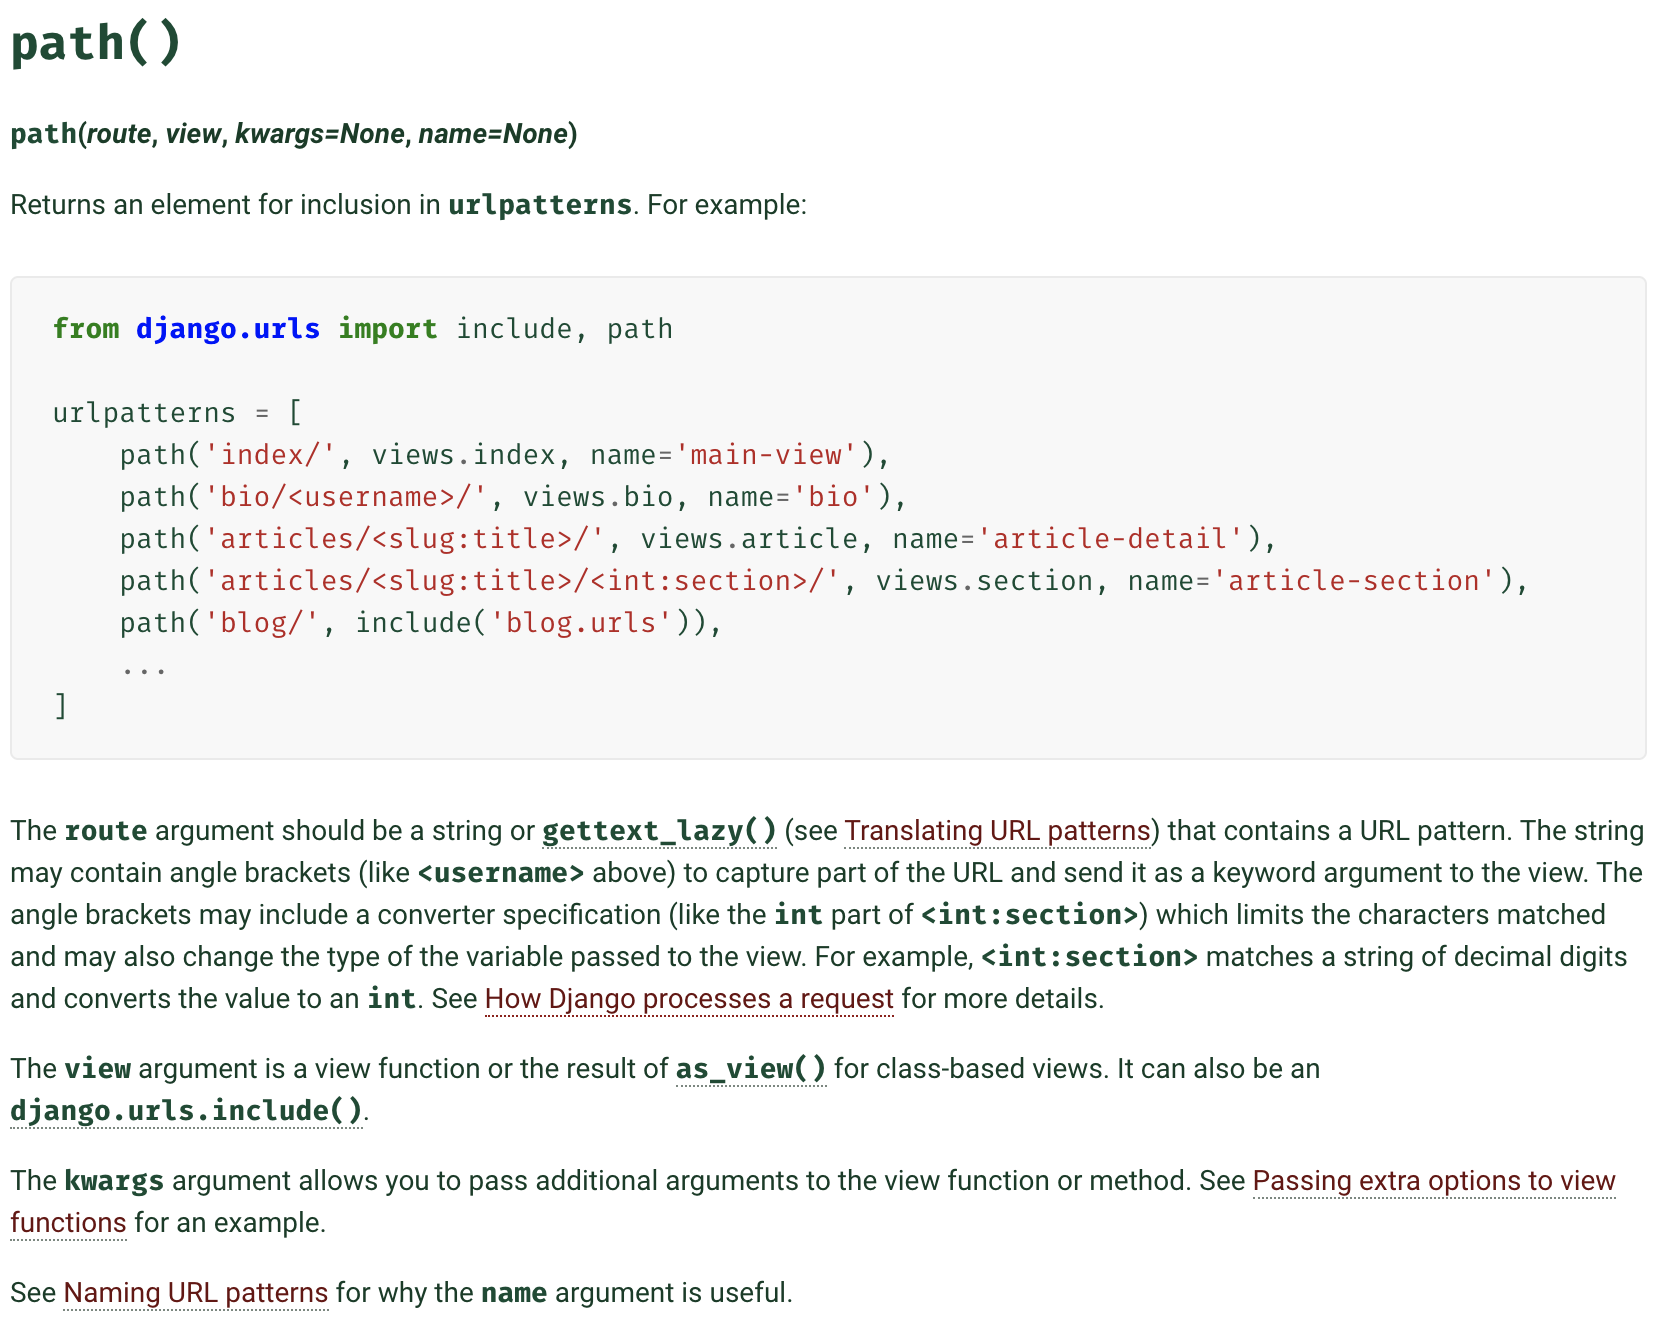 path()
path(route, view, kwargs=None, name=None)
Returns an element for inclusion in urlpatterns. For example:
from django.urls import include, path
urlpatterns = [
    path('index/', views.index, name='main-view'),
    path('bio/<username>/', views.bio, name='bio'),
    path('articles/<slug:title>/', views.article, name='article-detail'),
    path('articles/<slug:title>/<int:section>/', views.section, name='article-section'),
    path('blog/', include('blog.urls')),
    ...
]
The route argument should be a string or gettext_lazy() (see Translating URL patterns) that contains a URL pattern. The string
may contain angle brackets (like <username> above) to capture part of the URL and send it as a keyword argument to the view. The
angle brackets may include a converter specification (like the int part of <int:section>) which limits the characters matched
and may also change the type of the variable passed to the view. For example, <int:section> matches a string of decimal digits
and converts the value to an int. See How Django processes a request for more details.
The view argument is a view function or the result of as_view() for class-based views. It can also be an
django.urls.include().
The kwargs argument allows you to pass additional arguments to the view function or method. See Passing extra options to view
functions for an example.
See Naming URL patterns for why the name argument is useful.